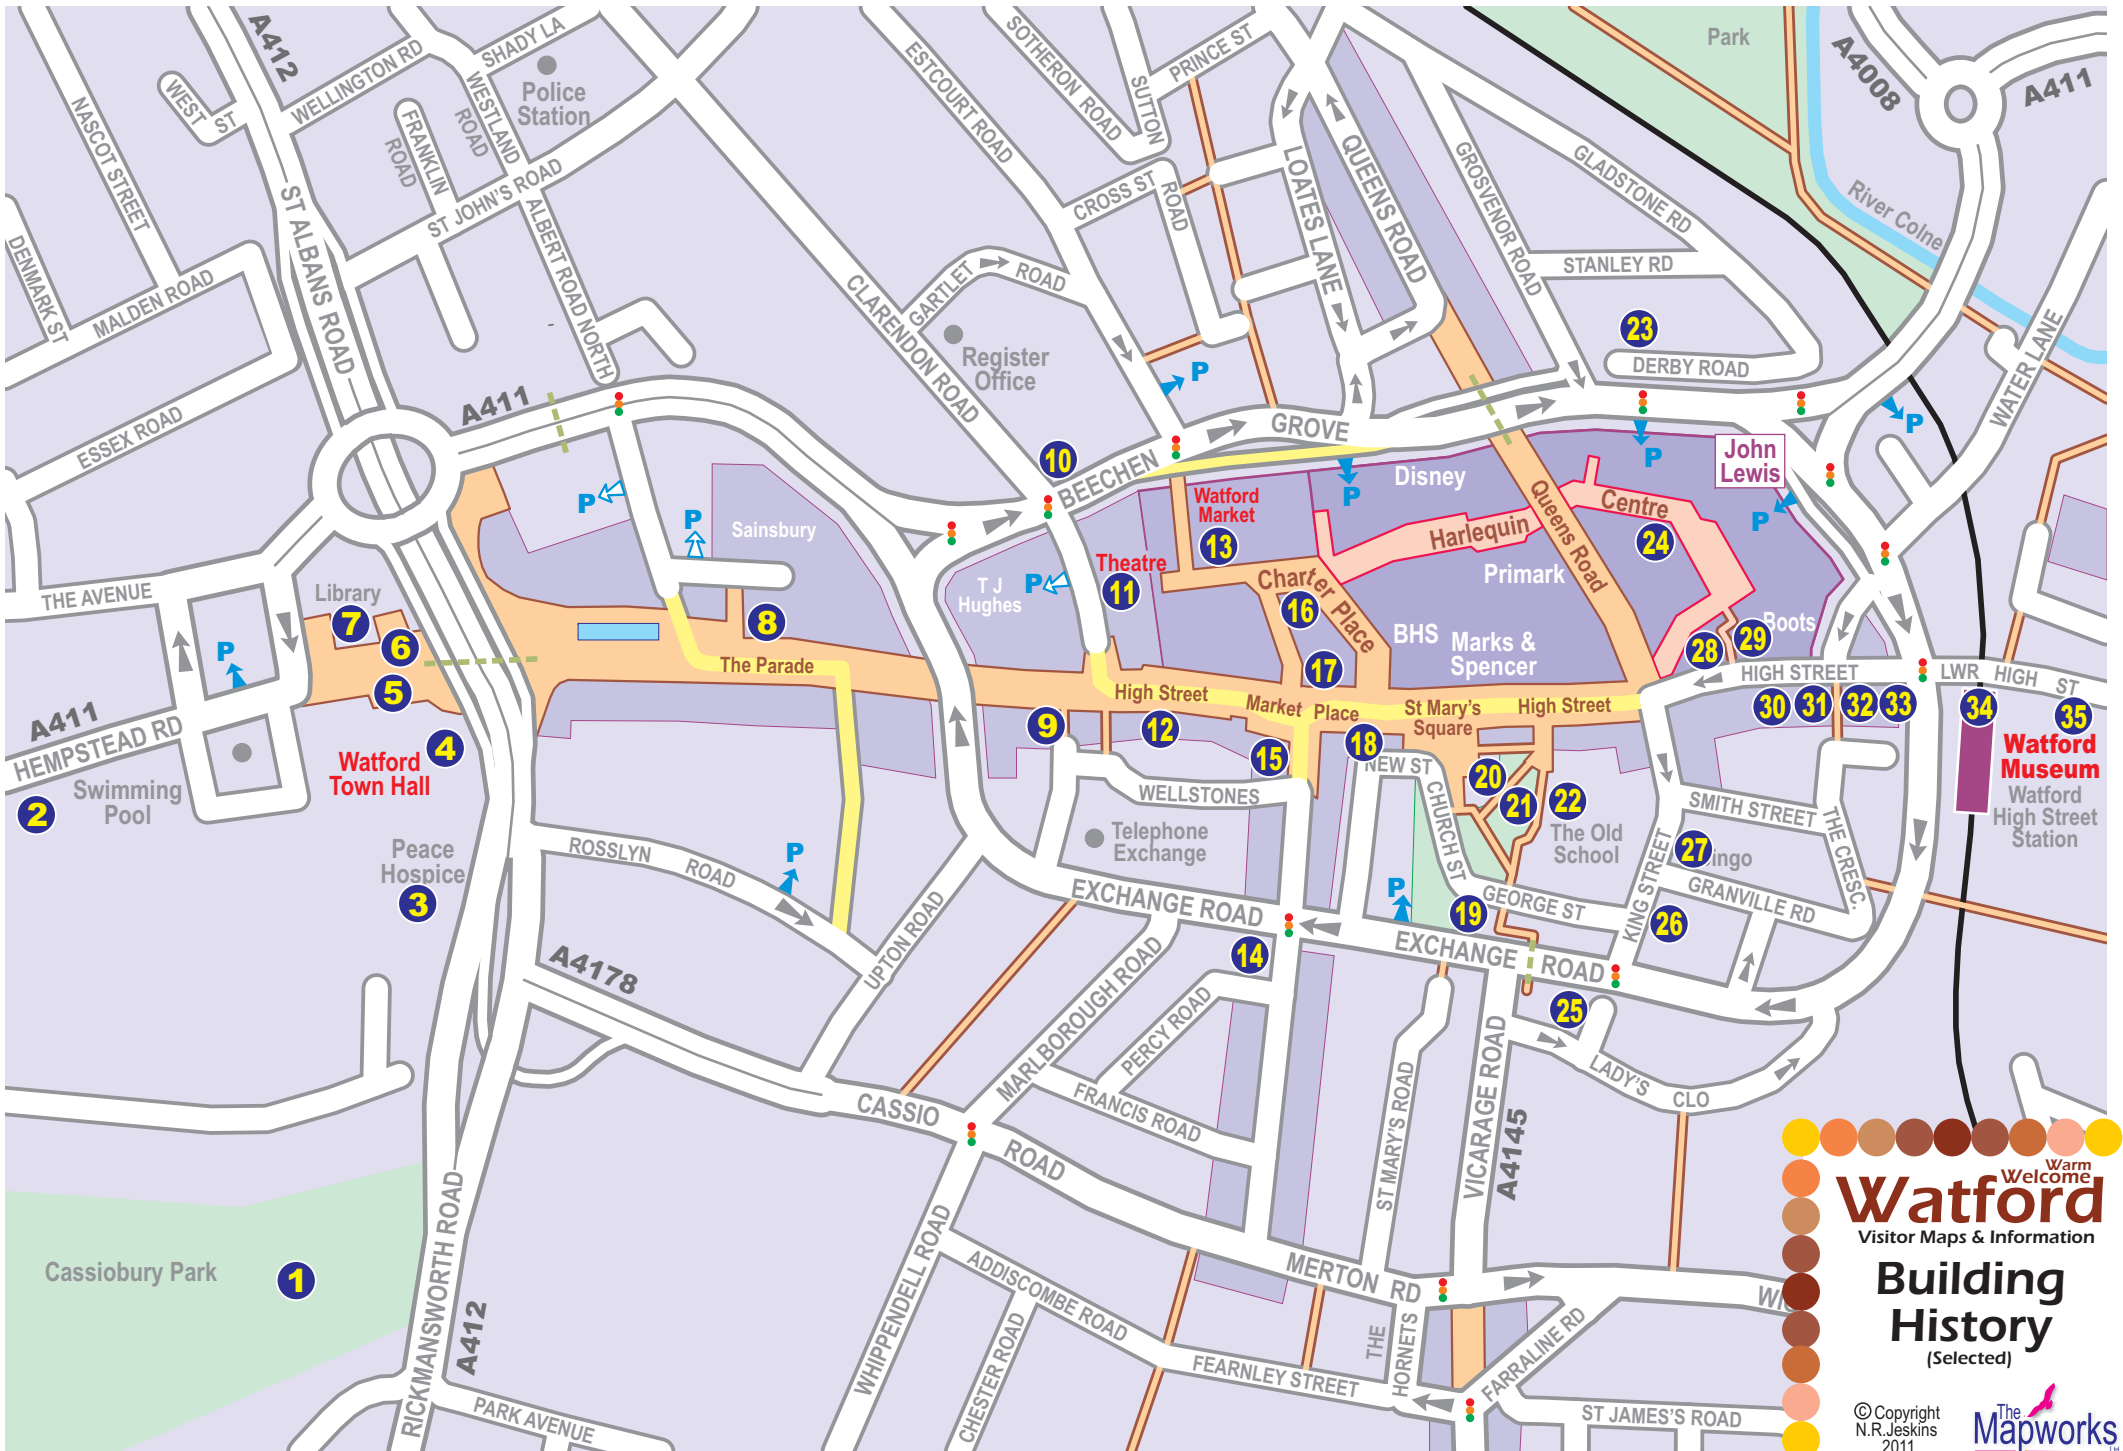 A412
WELLINGTON RD
SHADY LA
WEST ST
NASCOT STREET
FRANKLIN ROAD
WESTLAND ROAD
Police
Station
ST JOHN'S ROAD
ALBERT ROAD NORTH
ST ALBANS ROAD
DENMARK ST
MALDEN ROAD
ESSEX ROAD
A411
ESTCOURT ROAD
SOTHERON ROAD
SUTTON ROAD
PRINCE ST
CROSS ST
LOATES LANE
QUEENS ROAD
GROSVENOR ROAD
GLADSTONE RD
STANLEY RD
DERBY ROAD
23
Park
A4008
A411
River Colne
WATER LANE
CLARENDON ROAD
GARTLET ROAD
Register
Office
P
P
P
P
P
P
P
P
P
P
P
P
10
BEECHEN GROVE
Sainsbury
T J
Hughes
Theatre
11
Watford
Market
13
Disney
Harlequin Centre
24
Queens Road
Primark
John
Lewis
Charter Place
16
17
BHS
Marks &
Spencer
Boots
28
29
THE AVENUE
Library
7
6
5
4
8
The Parade
High Street
Market Place
St Mary's
Square
High Street
HIGH STREET
LWR HIGH ST
9
12
15
18
30
31
32
33
34
35
A411
HEMPSTEAD RD
Swimming
Pool
2
Watford
Town Hall
Peace
Hospice
3
Watford
Museum
Watford
High Street
Station
WELLSTONES
Telephone
Exchange
NEW ST
CHURCH ST
20
21
22
The Old
School
SMITH STREET
THE CRESC.
27
ingo
KING STREET
GRANVILLE RD
26
GEORGE ST
19
ROSSLYN ROAD
UPTON ROAD
EXCHANGE ROAD
EXCHANGE ROAD
14
25
A4178
MARLBOROUGH ROAD
PERCY ROAD
FRANCIS ROAD
CASSIO ROAD
ST MARY'S ROAD
VICARAGE ROAD
A4145
LADY'S CLO
Cassiobury Park
1
RICKMANSWORTH ROAD
A412
PARK AVENUE
WHIPPENDELL ROAD
ADDISCOMBE ROAD
CHESTER ROAD
FEARNLEY STREET
MERTON RD
THE HORNETS
FARRALINE RD
ST JAMES'S ROAD
Warm
Welcome
Watford
Visitor Maps & Information
Building
History
(Selected)
© Copyright
N.R.Jeskins
2011
The
Mapworks